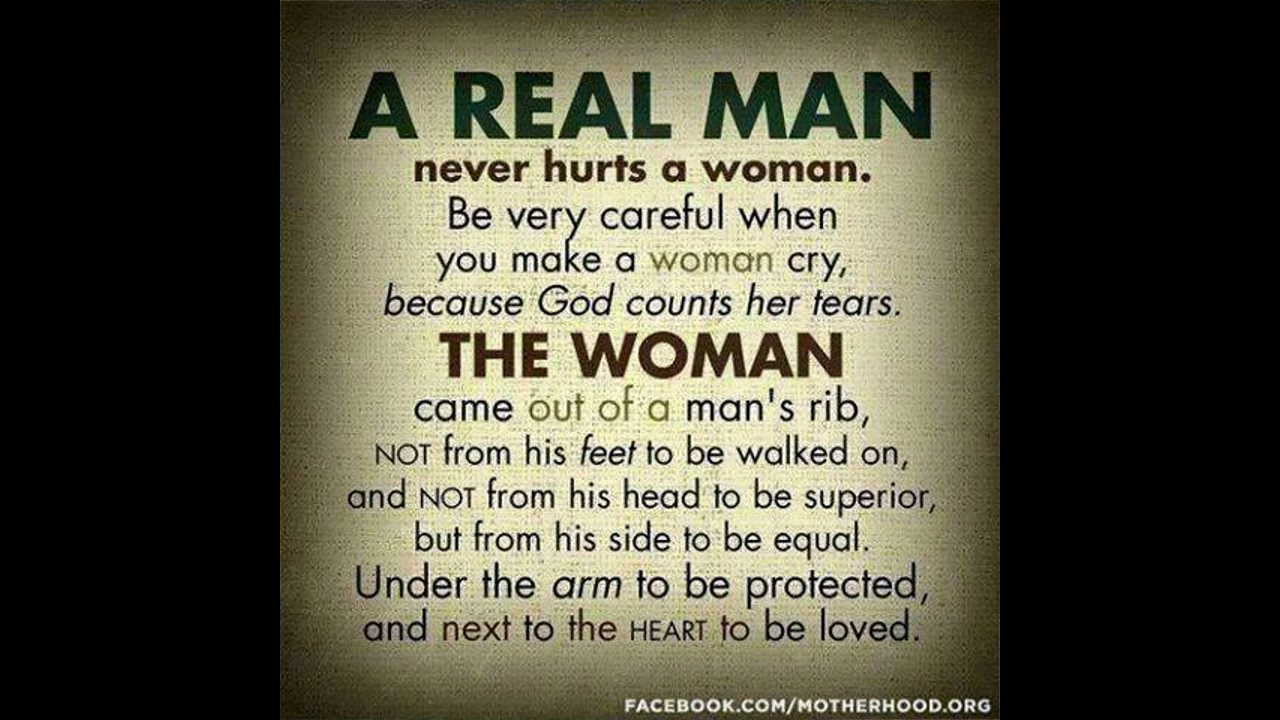 A REAL MAN
never hurts a woman.
Be very careful when
you make a woman cry,
because God counts her tears.
THE WOMAN
came out of a man's rib,
NOT from his feet to be walked on,
and NOT from his head to be superior,
but from his side to be equal.
Under the arm to be protected,
and next to the HEART to be loved.
FACEBOOK.COM/MOTHERHOOD.ORG